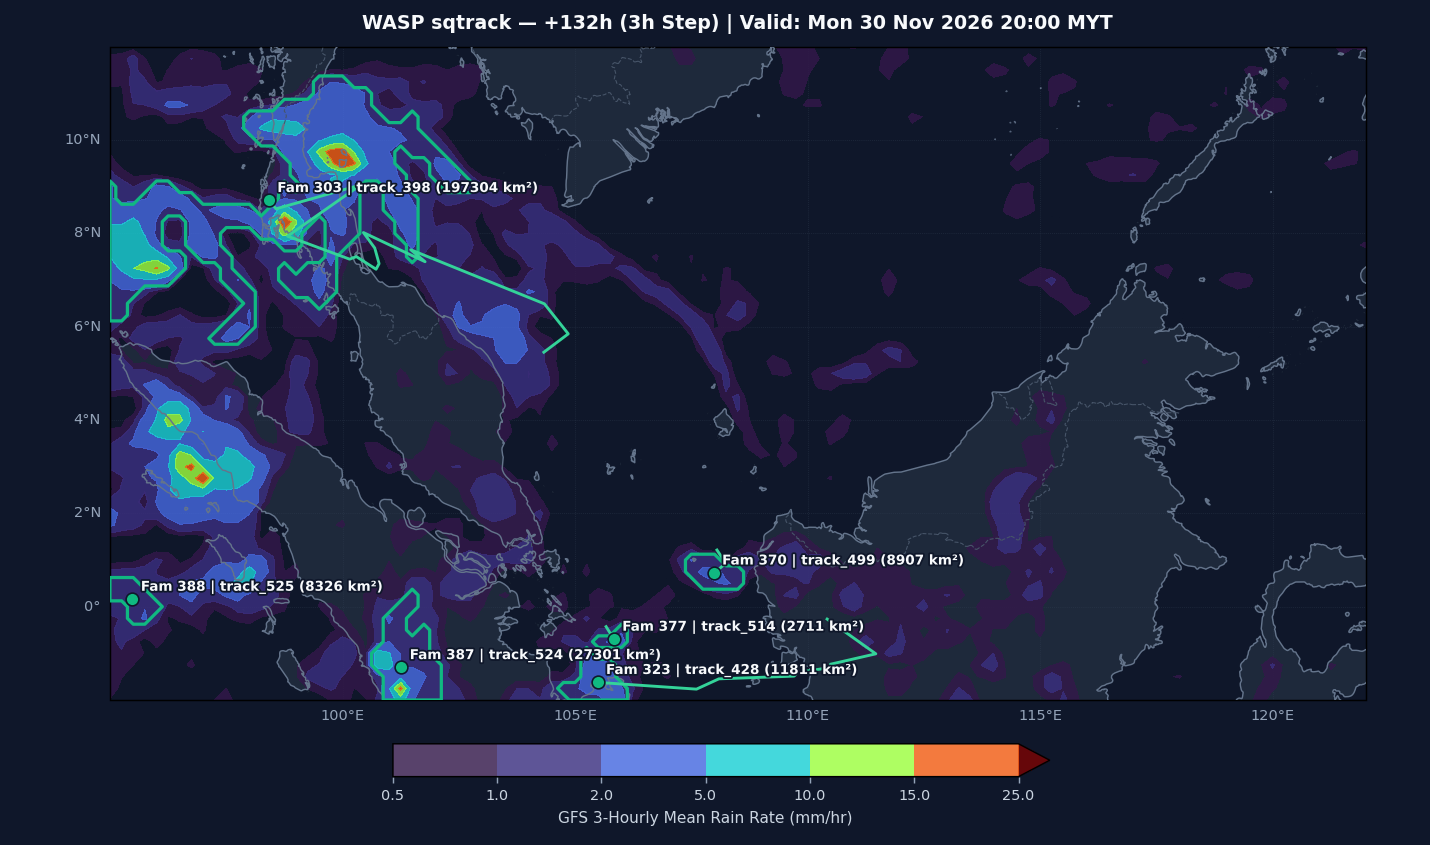 WASP sqtrack — +132h (3h Step) | Valid: Mon 30 Nov 2026 20:00 MYT
10°N
8°N
6°N
4°N
2°N
0°
Fam 303 | track_398 (197304 km²)
Fam 370 | track_499 (8907 km²)
Fam 388 | track_525 (8326 km²)
Fam 377 | track_514 (2711 km²)
Fam 387 | track_524 (27301 km²)
Fam 323 | track_428 (11811 km²)
100°E 105°E 110°E 115°E 120°E
0.5 1.0 2.0 5.0 10.0 15.0 25.0
GFS 3-Hourly Mean Rain Rate (mm/hr)